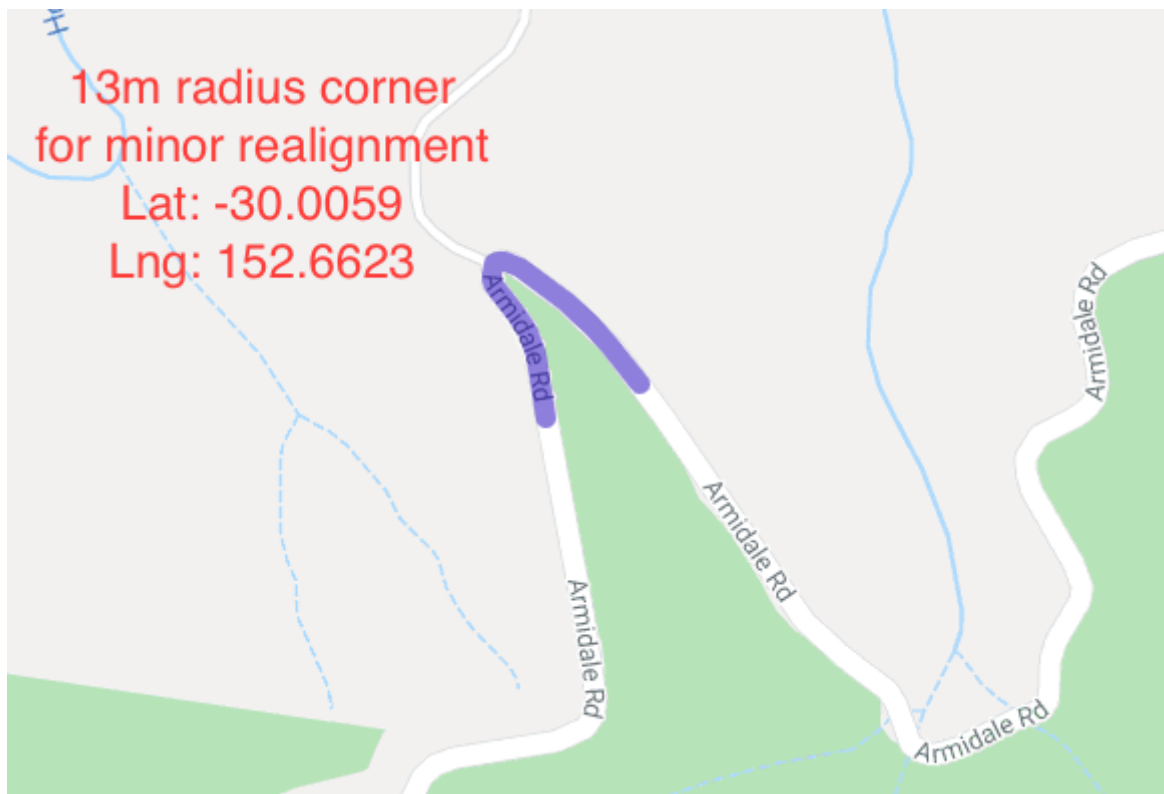 13m radius corner
for minor realignment
Lat: -30.0059
Lng: 152.6623
Armidale Rd
Armidale Rd
Armidale Rd
Armidale Rd
Armidale Rd